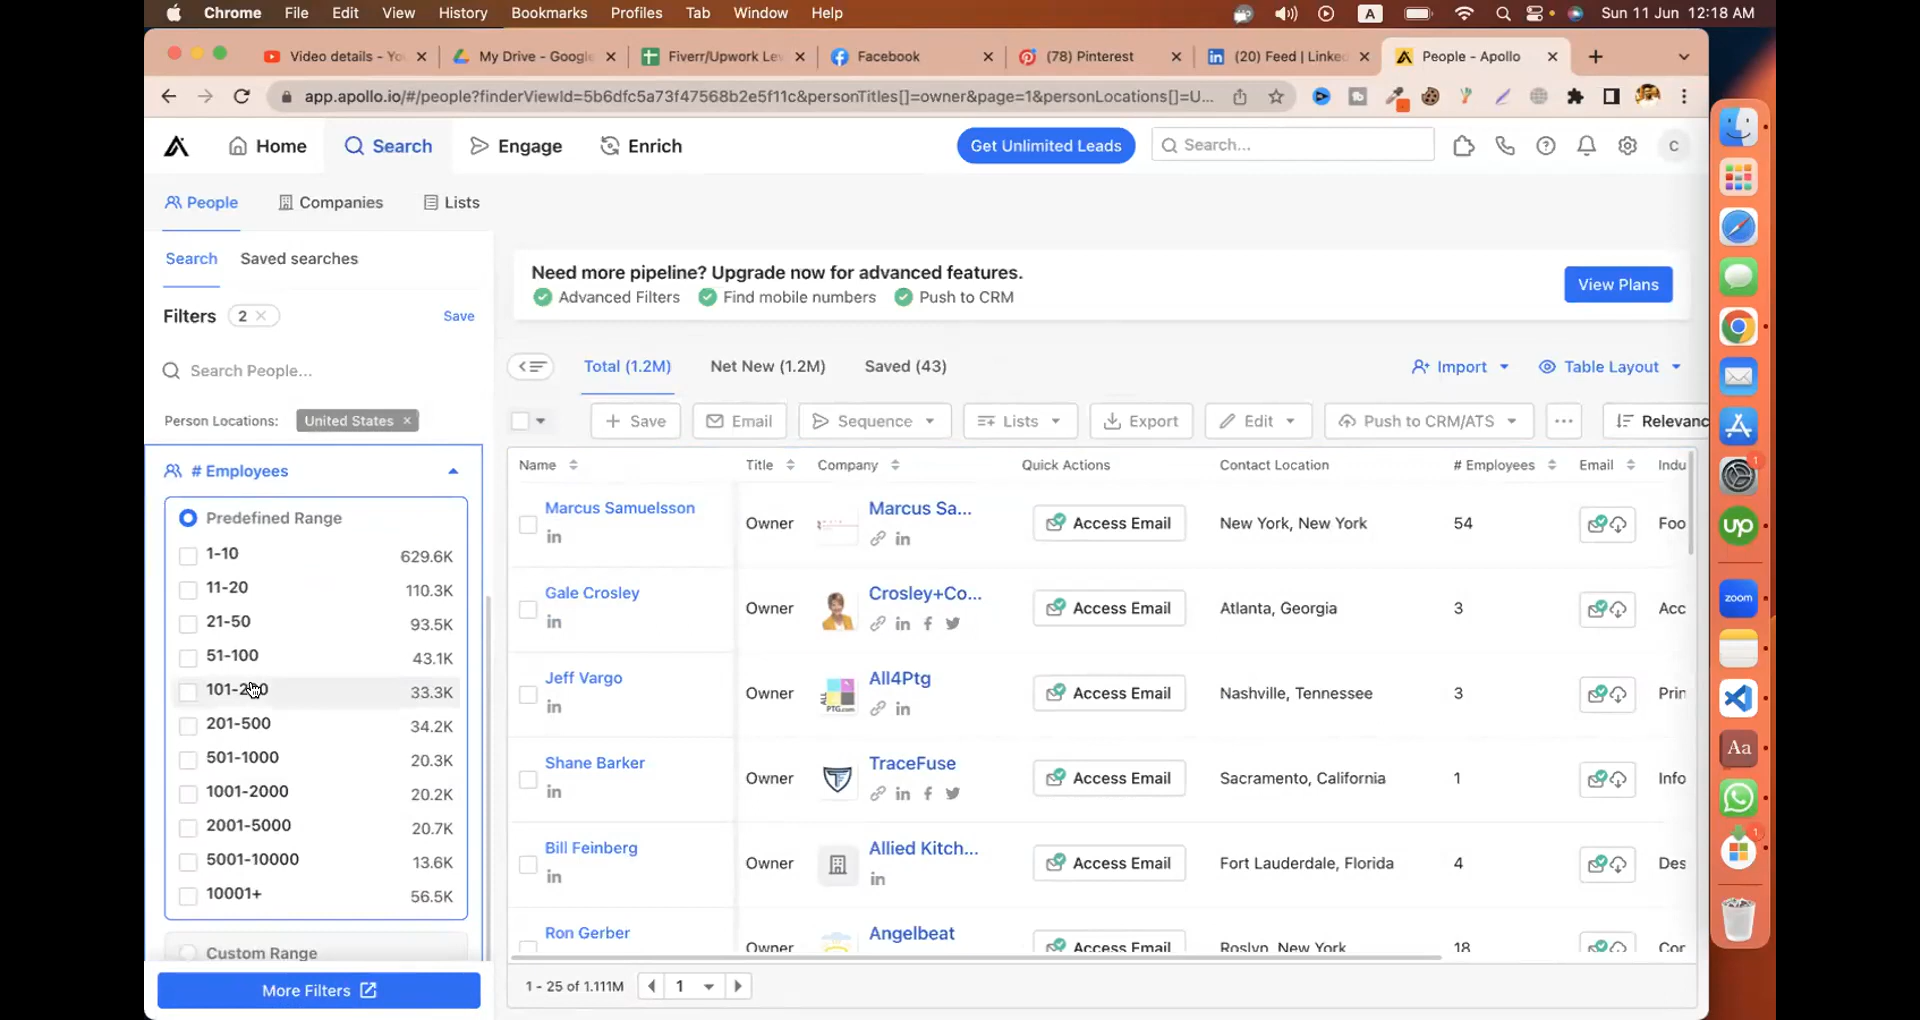 Chrome File Edit View History Bookmarks Profiles Tab Window Help A Sun 11 Jun 12:18 AM
Video details - Yo My Drive - Google Fiverr/Upwork Le Facebook (78) Pinterest (20) Feed | Linke People - Apollo
app.apollo.io/#/people?finderViewId=5b6dfc5a73f47568b2e5f11c&personTitles[]=owner&page=1&personLocations[]=U...
Home Search Engage Enrich Get Unlimited Leads Search... C
People Companies Lists
Search Saved searches
Need more pipeline? Upgrade now for advanced features.
Advanced Filters Find mobile numbers Push to CRM
View Plans
Filters 2 Save
Search People...
Total (1.2M) Net New (1.2M) Saved (43) Import Table Layout
Person Locations: United States
Save Email Sequence Lists Export Edit Push to CRM/ATS Relevanc
# Employees
Name Title Company Quick Actions Contact Location # Employees Email Indu
Predefined Range
1-10 629.6K
11-20 110.3K
21-50 93.5K
51-100 43.1K
33.3K
201-500 34.2K
501-1000 20.3K
1001-2000 20.2K
2001-5000 20.7K
5001-10000 13.6K
10001+ 56.5K
Custom Range
More Filters
Marcus Samuelsson Owner Marcus Sa... Access Email New York, New York 54 Foo
Gale Crosley Owner Crosley+Co... Access Email Atlanta, Georgia 3 Acc
Jeff Vargo Owner All4Ptg Access Email Nashville, Tennessee 3 Prin
Shane Barker Owner TraceFuse Access Email Sacramento, California 1 Info
Bill Feinberg Owner Allied Kitch... Access Email Fort Lauderdale, Florida 4 Des
Ron Gerber Owner Angelbeat Access Email Roslyn, New York 18 Cor
1 - 25 of 1.111M 1
up
zoom
Aa